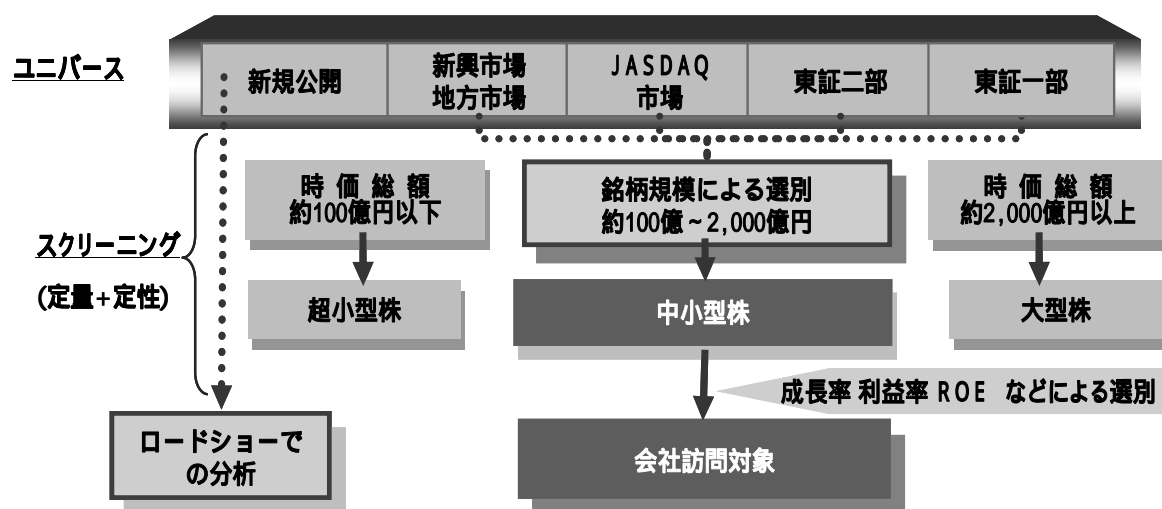 ユニバース
新規公開
新興市場
地方市場
JASDAQ
市場
東証二部
東証一部
時価総額
約100億円以下
銘柄規模による選別
約100億~2,000億円
時価総額
約2,000億円以上
スクリーニング
(定量+定性)
超小型株
中小型株
大型株
成長率 利益率 ROE などによる選別
ロードショーで
の分析
会社訪問対象